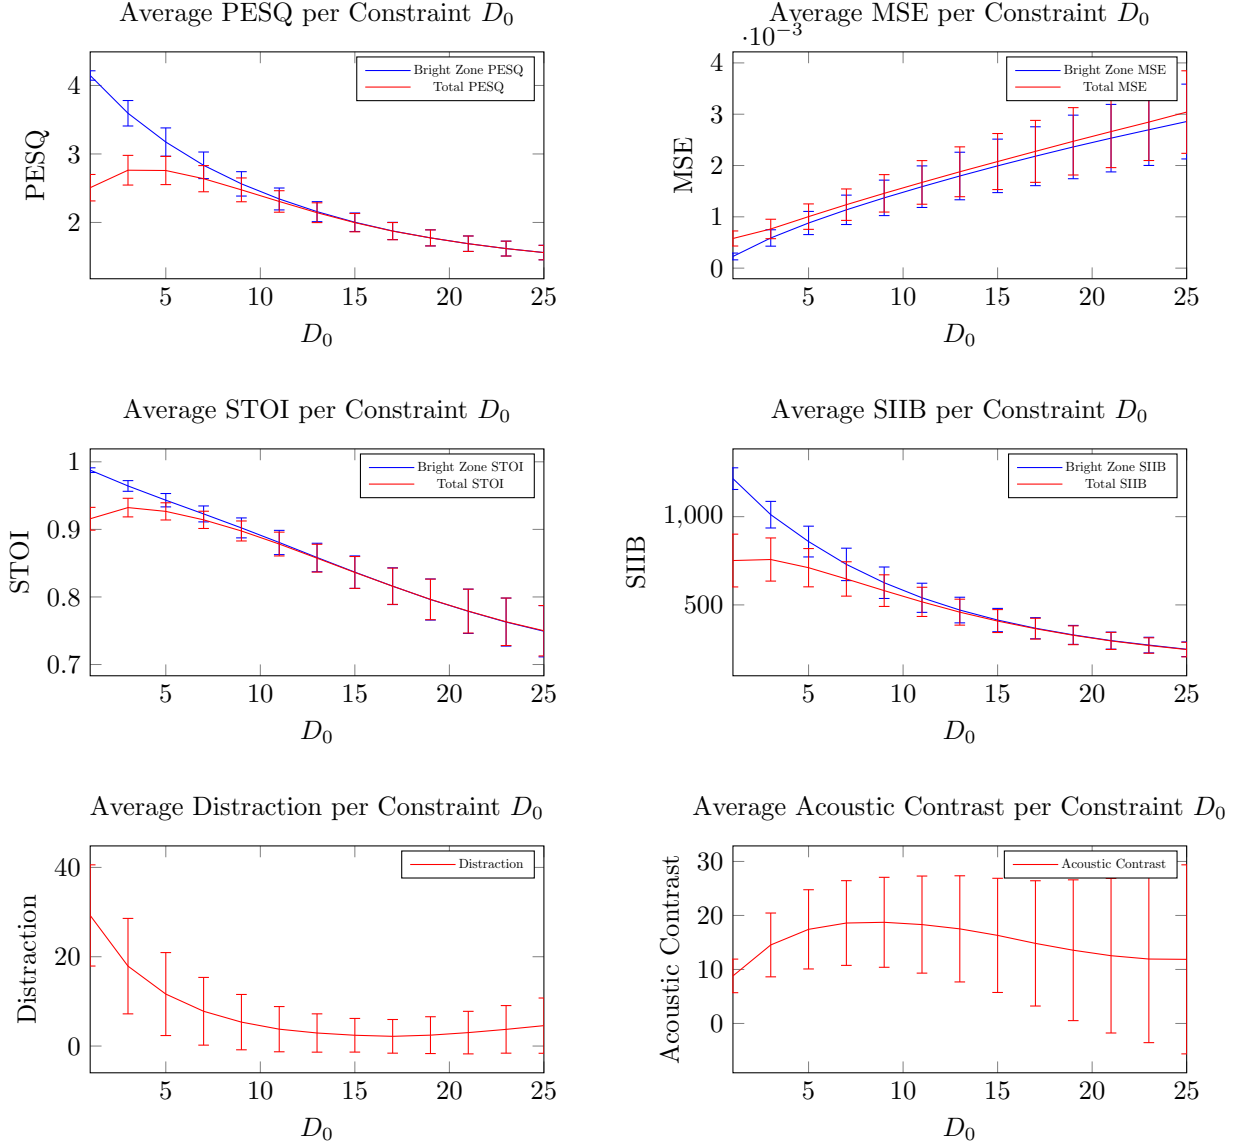 Average PESQ per Constraint D₀
4
3
2
PESQ
Bright Zone PESQ
Total PESQ
5 10 15 20 25
D₀
Average MSE per Constraint D₀
·10⁻³
4
3
2
1
0
MSE
Bright Zone MSE
Total MSE
5 10 15 20 25
D₀
Average STOI per Constraint D₀
1
0.9
0.8
0.7
STOI
Bright Zone STOI
Total STOI
5 10 15 20 25
D₀
Average SIIB per Constraint D₀
1,000
500
SIIB
Bright Zone SIIB
Total SIIB
5 10 15 20 25
D₀
Average Distraction per Constraint D₀
40
20
0
Distraction
Distraction
5 10 15 20 25
D₀
Average Acoustic Contrast per Constraint D₀
30
20
10
0
Acoustic Contrast
Acoustic Contrast
5 10 15 20 25
D₀